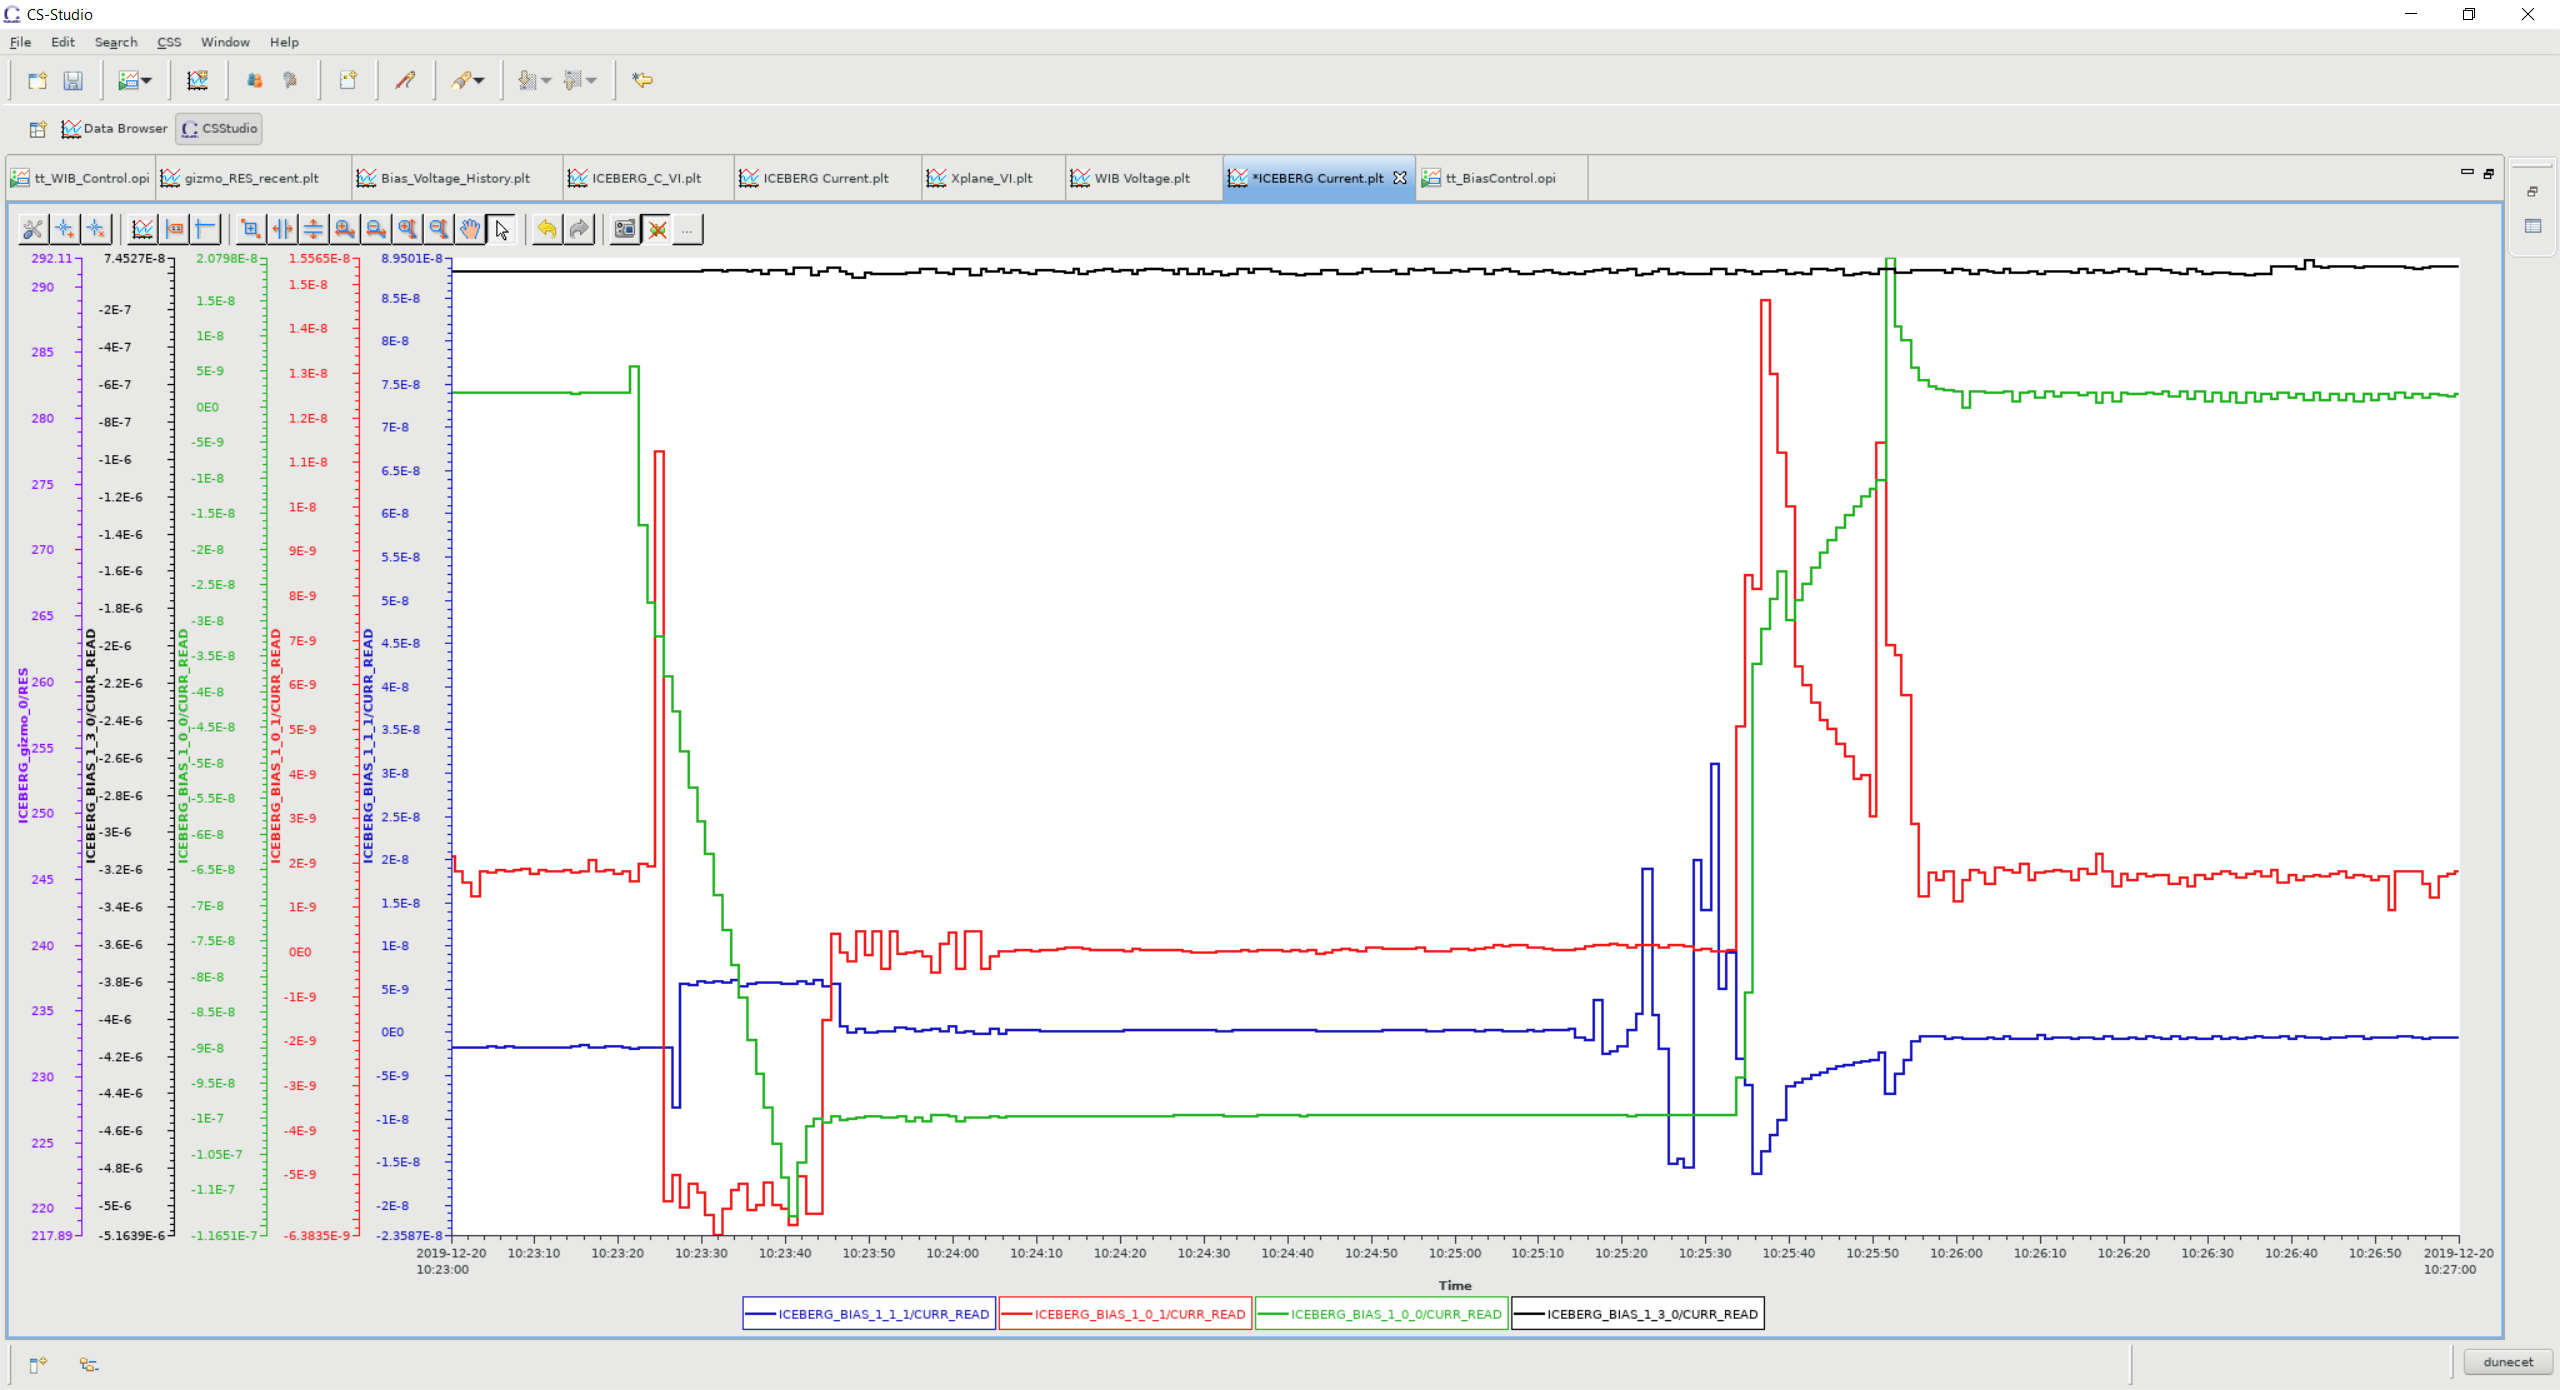 CS-Studio
File Edit Search CSS Window Help
Data Browser CSStudio
tt_WIB_Control.opi gizmo_RES_recent.plt Bias_Voltage_History.plt ICEBERG_C_VI.plt ICEBERG Current.plt Xplane_VI.plt WIB Voltage.plt *ICEBERG Current.plt tt_BiasControl.opi
...
ICEBERG_gizmo_0/RES
292.11
290
285
280
275
270
265
260
255
250
245
240
235
230
225
220
217.89
ICEBERG_BIAS_1_3_0/CURR_READ
7.4527E-8
-2E-7
-4E-7
-6E-7
-8E-7
-1E-6
-1.2E-6
-1.4E-6
-1.6E-6
-1.8E-6
-2E-6
-2.2E-6
-2.4E-6
-2.6E-6
-2.8E-6
-3E-6
-3.2E-6
-3.4E-6
-3.6E-6
-3.8E-6
-4E-6
-4.2E-6
-4.4E-6
-4.6E-6
-4.8E-6
-5E-6
-5.1639E-6
ICEBERG_BIAS_1_0_0/CURR_READ
2.0798E-8
1.5E-8
1E-8
5E-9
0E0
-5E-9
-1E-8
-1.5E-8
-2E-8
-2.5E-8
-3E-8
-3.5E-8
-4E-8
-4.5E-8
-5E-8
-5.5E-8
-6E-8
-6.5E-8
-7E-8
-7.5E-8
-8E-8
-8.5E-8
-9E-8
-9.5E-8
-1E-7
-1.05E-7
-1.1E-7
-1.1651E-7
ICEBERG_BIAS_1_0_1/CURR_READ
1.5565E-8
1.5E-8
1.4E-8
1.3E-8
1.2E-8
1.1E-8
1E-8
9E-9
8E-9
7E-9
6E-9
5E-9
4E-9
3E-9
2E-9
1E-9
0E0
-1E-9
-2E-9
-3E-9
-4E-9
-5E-9
-6.3835E-9
ICEBERG_BIAS_1_1_1/CURR_READ
8.9501E-8
8.5E-8
8E-8
7.5E-8
7E-8
6.5E-8
6E-8
5.5E-8
5E-8
4.5E-8
4E-8
3.5E-8
3E-8
2.5E-8
2E-8
1.5E-8
1E-8
5E-9
0E0
-5E-9
-1E-8
-1.5E-8
-2E-8
-2.3587E-8
2019-12-20 10:23:10 10:23:20 10:23:30 10:23:40 10:23:50 10:24:00 10:24:10 10:24:20 10:24:30 10:24:40 10:24:50 10:25:00 10:25:10 10:25:20 10:25:30 10:25:40 10:25:50 10:26:00 10:26:10 10:26:20 10:26:30 10:26:40 10:26:50 2019-12-20
10:23:00 10:27:00
Time
ICEBERG_BIAS_1_1_1/CURR_READ ICEBERG_BIAS_1_0_1/CURR_READ ICEBERG_BIAS_1_0_0/CURR_READ ICEBERG_BIAS_1_3_0/CURR_READ
dunecet